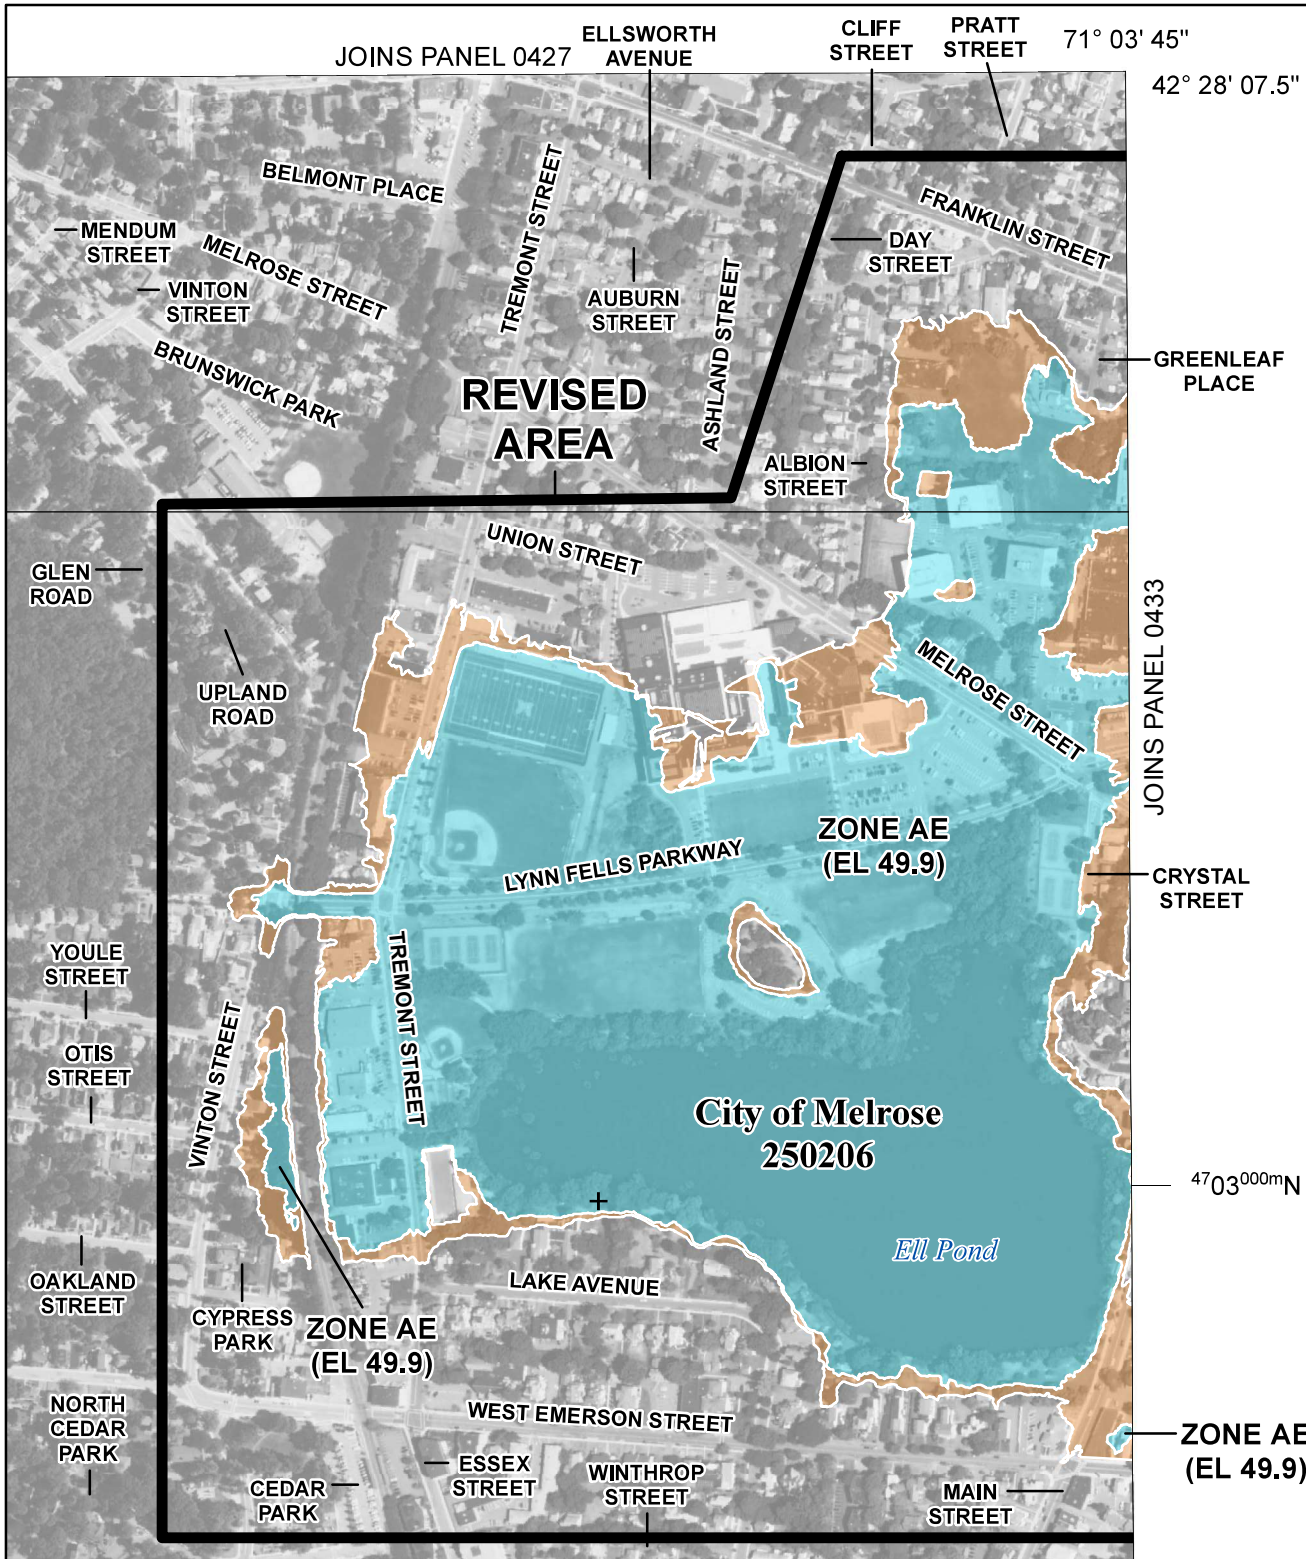 JOINS PANEL 0427
ELLSWORTH
AVENUE
CLIFF
STREET
PRATT
STREET
71° 03' 45"
42° 28' 07.5"
BELMONT PLACE
MENDUM
STREET
MELROSE STREET
VINTON
STREET
BRUNSWICK PARK
TREMONT STREET
AUBURN
STREET
ASHLAND STREET
DAY
STREET
FRANKLIN STREET
GREENLEAF
PLACE
REVISED
AREA
ALBION
STREET
UNION STREET
GLEN
ROAD
UPLAND
ROAD
MELROSE STREET
JOINS PANEL 0433
ZONE AE
(EL 49.9)
LYNN FELLS PARKWAY
CRYSTAL
STREET
YOULE
STREET
OTIS
STREET
VINTON STREET
TREMONT STREET
City of Melrose
250206
4703000mN
Ell Pond
OAKLAND
STREET
CYPRESS
PARK
ZONE AE
(EL 49.9)
LAKE AVENUE
NORTH
CEDAR
PARK
WEST EMERSON STREET
ZONE AE
(EL 49.9)
CEDAR
PARK
ESSEX
STREET
WINTHROP
STREET
MAIN
STREET